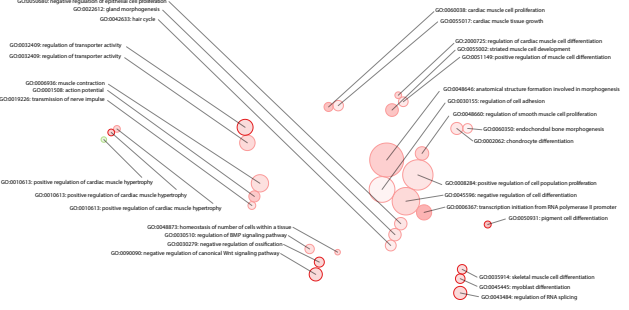 GO:0050680: negative regulation of epithelial cell proliferation
GO:0022612: gland morphogenesis
GO:0042633: hair cycle
GO:0032409: regulation of transporter activity
GO:0032409: regulation of transporter activity
GO:0006936: muscle contraction
GO:0001508: action potential
GO:0019226: transmission of nerve impulse
GO:0010613: positive regulation of cardiac muscle hypertrophy
GO:0010613: positive regulation of cardiac muscle hypertrophy
GO:0010613: positive regulation of cardiac muscle hypertrophy
GO:0048873: homeostasis of number of cells within a tissue
GO:0030510: regulation of BMP signaling pathway
GO:0030279: negative regulation of ossification
GO:0090090: negative regulation of canonical Wnt signaling pathway
GO:0060038: cardiac muscle cell proliferation
GO:0055017: cardiac muscle tissue growth
GO:2000725: regulation of cardiac muscle cell differentiation
GO:0055002: striated muscle cell development
GO:0051149: positive regulation of muscle cell differentiation
GO:0048646: anatomical structure formation involved in morphogenesis
GO:0030155: regulation of cell adhesion
GO:0048660: regulation of smooth muscle cell proliferation
GO:0060350: endochondral bone morphogenesis
GO:0002062: chondrocyte differentiation
GO:0008284: positive regulation of cell population proliferation
GO:0045596: negative regulation of cell differentiation
GO:0006367: transcription initiation from RNA polymerase II promoter
GO:0050931: pigment cell differentiation
GO:0035914: skeletal muscle cell differentiation
GO:0045445: myoblast differentiation
GO:0043484: regulation of RNA splicing